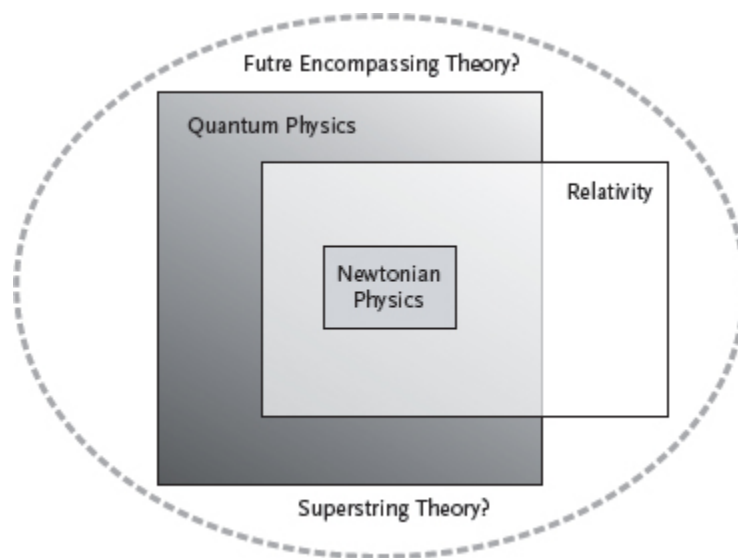 Futre Encompassing Theory?
Quantum Physics
Relativity
Newtonian
Physics
Superstring Theory?